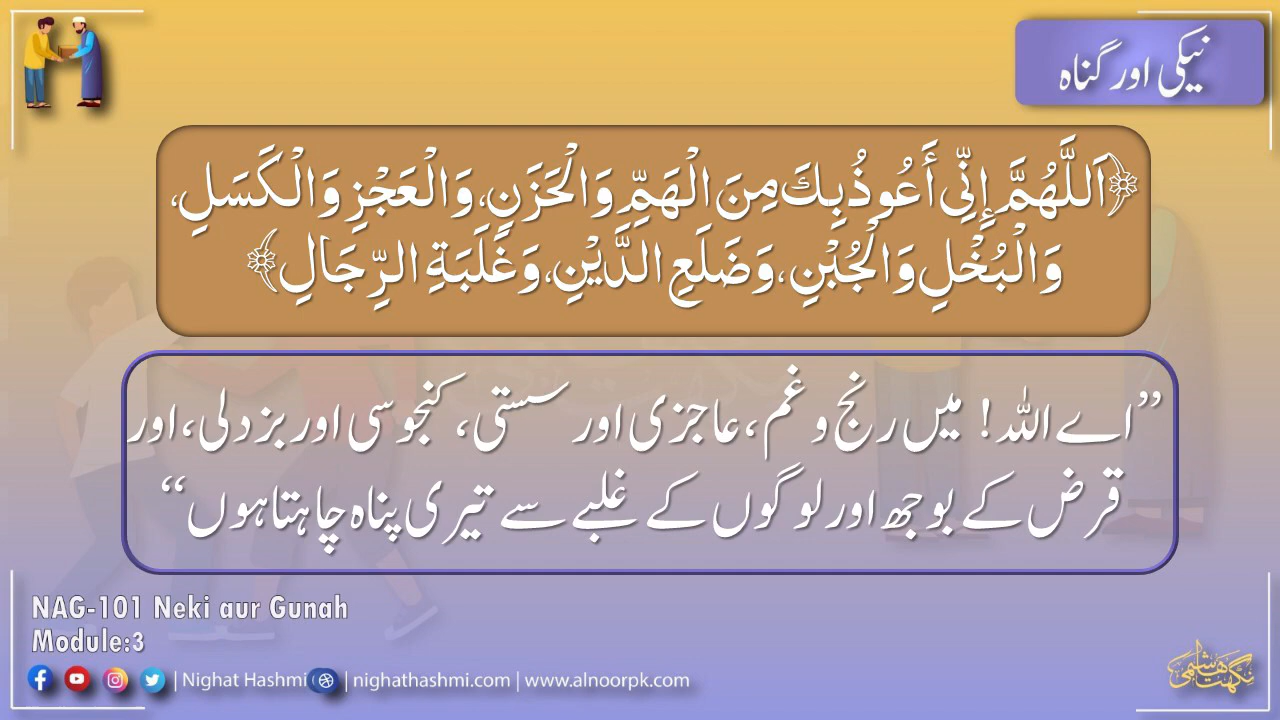 نیکی اور گناہ
﴿اَللَّهُمَّ إِنِّي أَعُوذُ بِكَ مِنَ الْهَمِّ وَالْحَزَنِ، وَالْعَجْزِ وَالْكَسَلِ،
وَالْبُخْلِ وَالْجُبْنِ، وَضَلَعِ الدَّيْنِ، وَغَلَبَةِ الرِّجَالِ﴾
”اے اللہ! میں رنج و غم، عاجزی اور سستی، کنجوسی اور بزدلی، اور
قرض کے بوجھ اور لوگوں کے غلبے سے تیری پناہ چاہتا ہوں“
NAG-101 Neki aur Gunah
Module:3
| Nighat Hashmi | nighathashmi.com | www.alnoorpk.com
نگہت ہاشمی